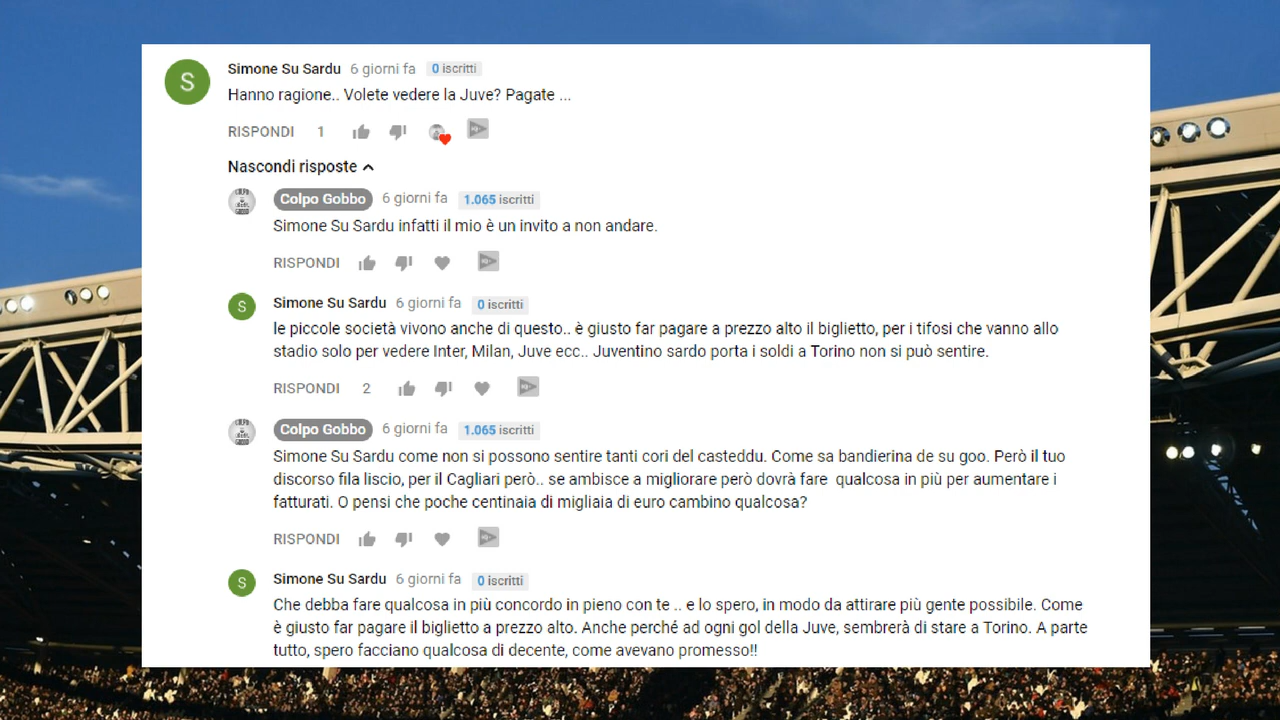 S
Simone Su Sardu 6 giorni fa 0 iscritti
Hanno ragione.. Volete vedere la Juve? Pagate ...
RISPONDI 1
Nascondi risposte
Colpo Gobbo 6 giorni fa 1.065 iscritti
Simone Su Sardu infatti il mio è un invito a non andare.
RISPONDI
S
Simone Su Sardu 6 giorni fa 0 iscritti
le piccole società vivono anche di questo.. è giusto far pagare a prezzo alto il biglietto, per i tifosi che vanno allo
stadio solo per vedere Inter, Milan, Juve ecc.. Juventino sardo porta i soldi a Torino non si può sentire.
RISPONDI 2
Colpo Gobbo 6 giorni fa 1.065 iscritti
Simone Su Sardu come non si possono sentire tanti cori del casteddu. Come sa bandierina de su goo. Però il tuo
discorso fila liscio, per il Cagliari però.. se ambisce a migliorare però dovrà fare qualcosa in più per aumentare i
fatturati. O pensi che poche centinaia di migliaia di euro cambino qualcosa?
RISPONDI
S
Simone Su Sardu 6 giorni fa 0 iscritti
Che debba fare qualcosa in più concordo in pieno con te .. e lo spero, in modo da attirare più gente possibile. Come
è giusto far pagare il biglietto a prezzo alto. Anche perché ad ogni gol della Juve, sembrerà di stare a Torino. A parte
tutto, spero facciano qualcosa di decente, come avevano promesso!!